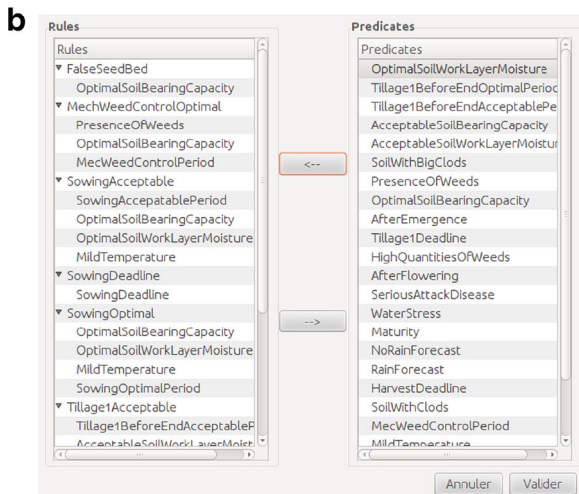 b
Rules
Rules
FalseSeedBed
OptimalSoilBearingCapacity
MechWeedControlOptimal
PresenceOfWeeds
OptimalSoilBearingCapacity
MecWeedControlPeriod
SowingAcceptable
SowingAccepatablePeriod
OptimalSoilBearingCapacity
OptimalSoilWorkLayerMoisture
MildTemperature
SowingDeadline
SowingDeadline
SowingOptimal
OptimalSoilBearingCapacity
OptimalSoilWorkLayerMoisture
MildTemperature
SowingOptimalPeriod
Tillage1Acceptable
Tillage1BeforeEndAcceptableP
AcceptableSoilWorkLayerMoist
<--
-->
Predicates
Predicates
OptimalSoilWorkLayerMoisture
Tillage1BeforeEndOptimalPerioc
Tillage1BeforeEndAcceptablePe
AcceptableSoilBearingCapacity
AcceptableSoilWorkLayerMoistur
SoilWithBigClods
PresenceOfWeeds
OptimalSoilBearingCapacity
AfterEmergence
Tillage1Deadline
HighQuantitiesOfWeeds
AfterFlowering
SeriousAttackDisease
WaterStress
Maturity
NoRainForecast
RainForecast
HarvestDeadline
SoilWithClods
MecWeedControlPeriod
MildTemperature
Annuler Valider